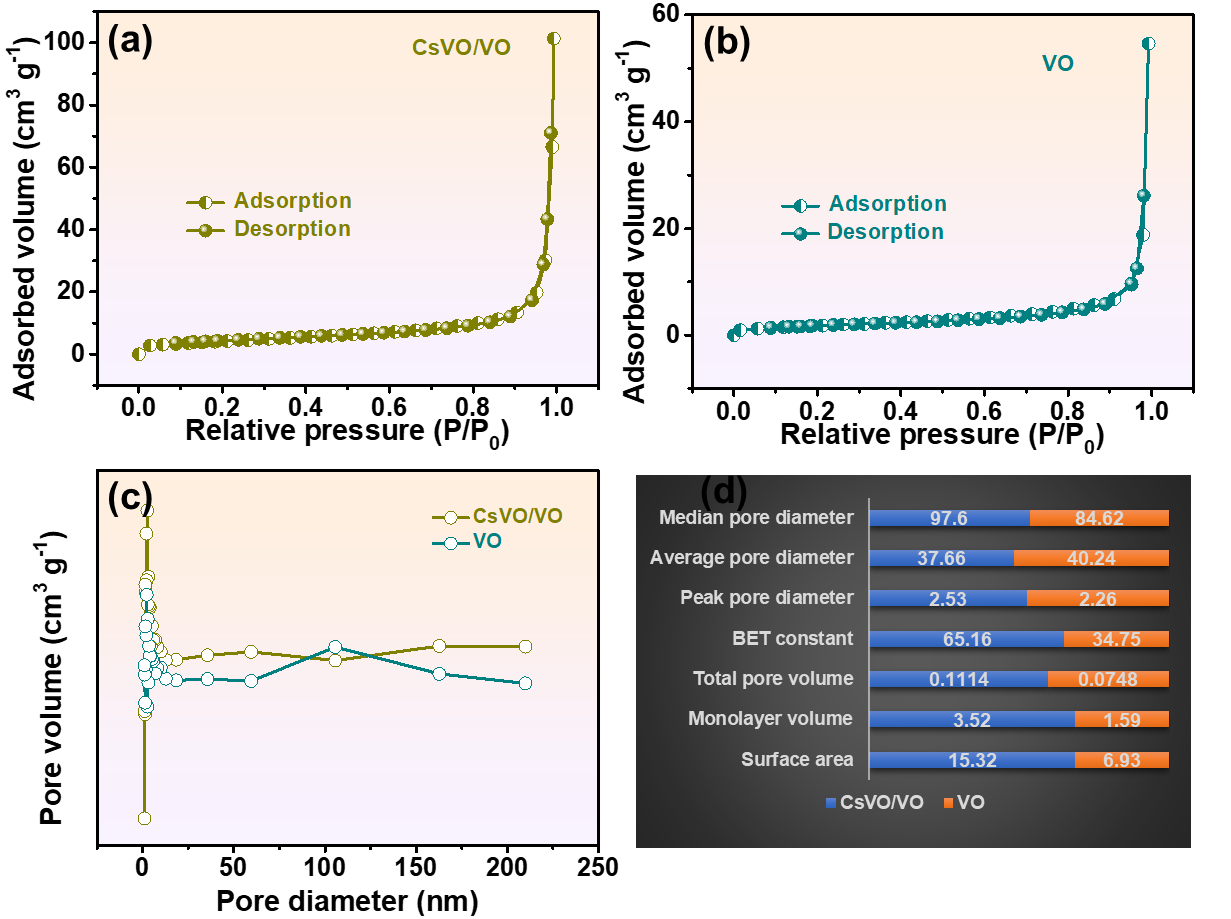 (a)
CsVO/VO
Adsorption
Desorption
Adsorbed volume (cm³ g⁻¹)
100
80
60
40
20
0
0.0 0.2 0.4 0.6 0.8 1.0
Relative pressure (P/P₀)
(b)
VO
Adsorption
Desorption
Adsorbed volume (cm³ g⁻¹)
60
40
20
0
0.0 0.2 0.4 0.6 0.8 1.0
Relative pressure (P/P₀)
(c)
CsVO/VO
VO
Pore volume (cm³ g⁻¹)
0 50 100 150 200 250
Pore diameter (nm)
(d)
Median pore diameter 97.6 84.62
Average pore diameter 37.66 40.24
Peak pore diameter 2.53 2.26
BET constant 65.16 34.75
Total pore volume 0.1114 0.0748
Monolayer volume 3.52 1.59
Surface area 15.32 6.93
CsVO/VO VO